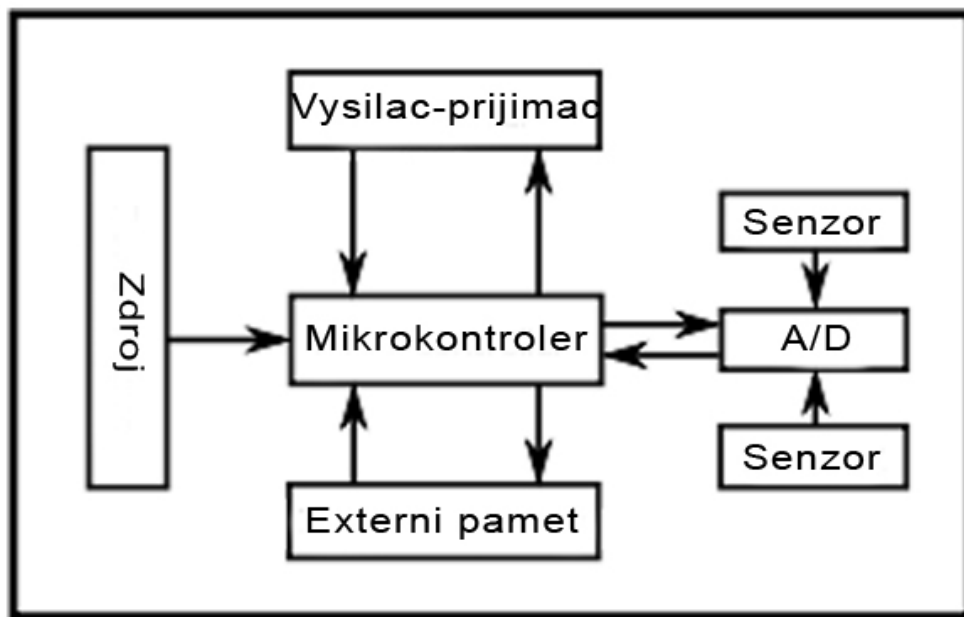 Vysilac-prijimac
Zdroj
Senzor
Mikrokontroler
A/D
Senzor
Externi pamet